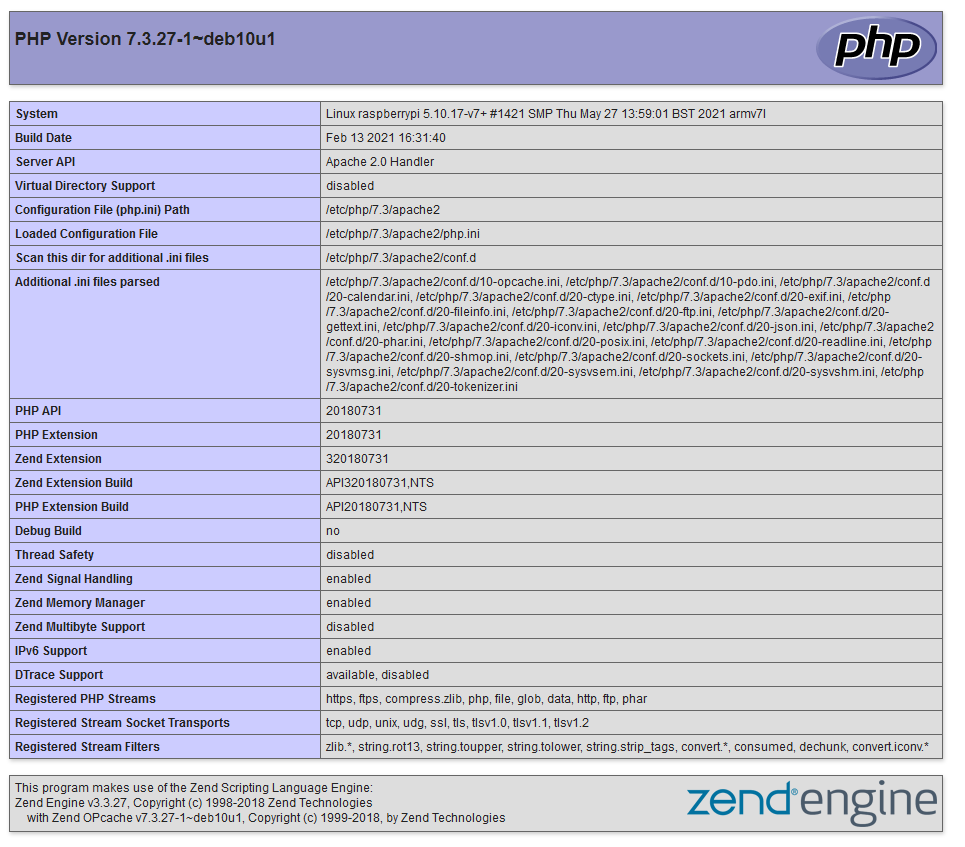 PHP Version 7.3.27-1~deb10u1
php
System Linux raspberrypi 5.10.17-v7+ #1421 SMP Thu May 27 13:59:01 BST 2021 armv7l
Build Date Feb 13 2021 16:31:40
Server API Apache 2.0 Handler
Virtual Directory Support disabled
Configuration File (php.ini) Path /etc/php/7.3/apache2
Loaded Configuration File /etc/php/7.3/apache2/php.ini
Scan this dir for additional .ini files /etc/php/7.3/apache2/conf.d
Additional .ini files parsed /etc/php/7.3/apache2/conf.d/10-opcache.ini, /etc/php/7.3/apache2/conf.d/10-pdo.ini, /etc/php/7.3/apache2/conf.d
/20-calendar.ini, /etc/php/7.3/apache2/conf.d/20-ctype.ini, /etc/php/7.3/apache2/conf.d/20-exif.ini, /etc/php
/7.3/apache2/conf.d/20-fileinfo.ini, /etc/php/7.3/apache2/conf.d/20-ftp.ini, /etc/php/7.3/apache2/conf.d/20-
gettext.ini, /etc/php/7.3/apache2/conf.d/20-iconv.ini, /etc/php/7.3/apache2/conf.d/20-json.ini, /etc/php/7.3/apache2
/conf.d/20-phar.ini, /etc/php/7.3/apache2/conf.d/20-posix.ini, /etc/php/7.3/apache2/conf.d/20-readline.ini, /etc/php
/7.3/apache2/conf.d/20-shmop.ini, /etc/php/7.3/apache2/conf.d/20-sockets.ini, /etc/php/7.3/apache2/conf.d/20-
sysvmsg.ini, /etc/php/7.3/apache2/conf.d/20-sysvsem.ini, /etc/php/7.3/apache2/conf.d/20-sysvshm.ini, /etc/php
/7.3/apache2/conf.d/20-tokenizer.ini
PHP API 20180731
PHP Extension 20180731
Zend Extension 320180731
Zend Extension Build API320180731,NTS
PHP Extension Build API20180731,NTS
Debug Build no
Thread Safety disabled
Zend Signal Handling enabled
Zend Memory Manager enabled
Zend Multibyte Support disabled
IPv6 Support enabled
DTrace Support available, disabled
Registered PHP Streams https, ftps, compress.zlib, php, file, glob, data, http, ftp, phar
Registered Stream Socket Transports tcp, udp, unix, udg, ssl, tls, tlsv1.0, tlsv1.1, tlsv1.2
Registered Stream Filters zlib.*, string.rot13, string.toupper, string.tolower, string.strip_tags, convert.*, consumed, dechunk, convert.iconv.*
This program makes use of the Zend Scripting Language Engine:
Zend Engine v3.3.27, Copyright (c) 1998-2018 Zend Technologies
with Zend OPcache v7.3.27-1~deb10u1, Copyright (c) 1999-2018, by Zend Technologies
zend® engine